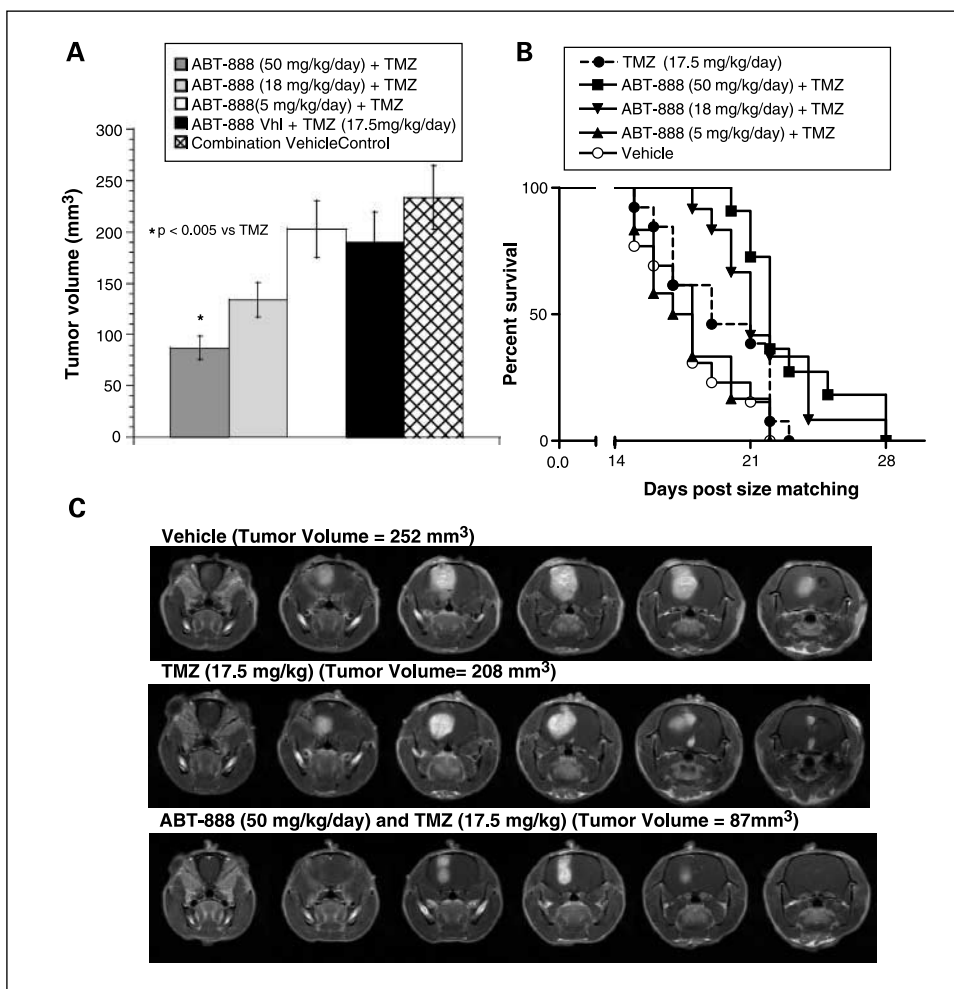 A
ABT-888 (50 mg/kg/day) + TMZ
ABT-888 (18 mg/kg/day) + TMZ
ABT-888(5 mg/kg/day) + TMZ
ABT-888 Vhl + TMZ (17.5mg/kg/day)
Combination VehicleControl
300
250
200
150
100
50
0
Tumor volume (mm3)
*p < 0.005 vs TMZ
*
B
TMZ (17.5 mg/kg/day)
ABT-888 (50 mg/kg/day) + TMZ
ABT-888 (18 mg/kg/day) + TMZ
ABT-888 (5 mg/kg/day) + TMZ
Vehicle
100
50
0
Percent survival
0.0 14 21 28
Days post size matching
C
Vehicle (Tumor Volume = 252 mm3)
TMZ (17.5 mg/kg) (Tumor Volume= 208 mm3)
ABT-888 (50 mg/kg/day) and TMZ (17.5 mg/kg) (Tumor Volume = 87mm3)